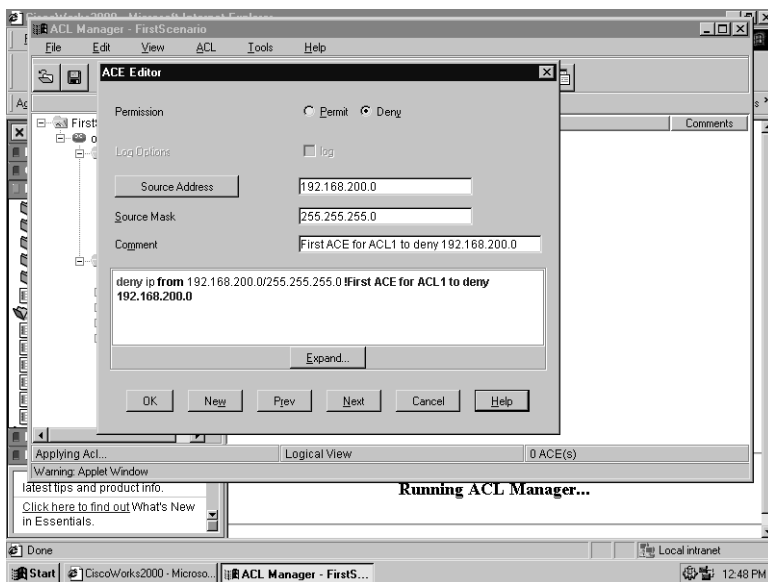 CiscoWorks2000 - Microsoft Internet Explorer
ACL Manager - FirstScenario
File Edit View ACL Tools Help
ACE Editor
Comments
Permission Permit Deny
Log Options log
Source Address 192.168.200.0
Source Mask 255.255.255.0
Comment First ACE for ACL1 to deny 192.168.200.0
deny ip from 192.168.200.0/255.255.255.0 !First ACE for ACL1 to deny
192.168.200.0
Expand...
OK New Prev Next Cancel Help
Applying Acl... Logical View 0 ACE(s)
Warning: Applet Window
latest tips and product info.
Click here to find out What's New
in Essentials.
Running ACL Manager...
Done Local intranet
Start CiscoWorks2000 - Microso... ACL Manager - FirstS... 12:48 PM